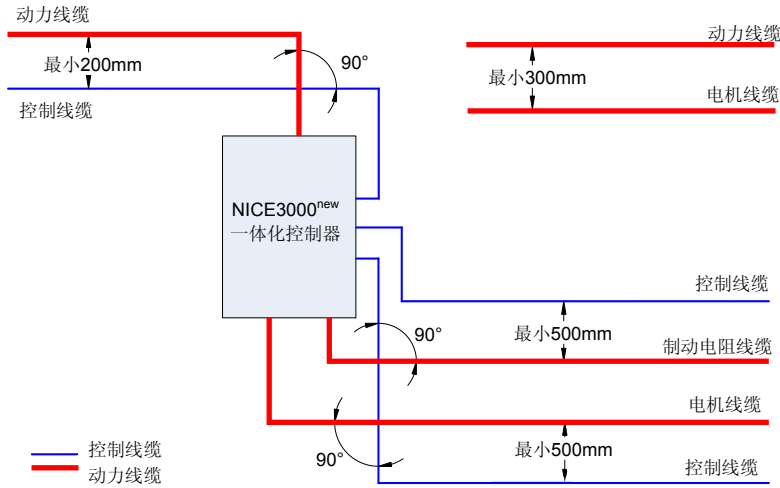 动力线缆
最小200mm
控制线缆
90°
动力线缆
最小300mm
电机线缆
NICE3000new
一体化控制器
控制线缆
最小500mm
90°
制动电阻线缆
电机线缆
最小500mm
90°
控制线缆
控制线缆
动力线缆